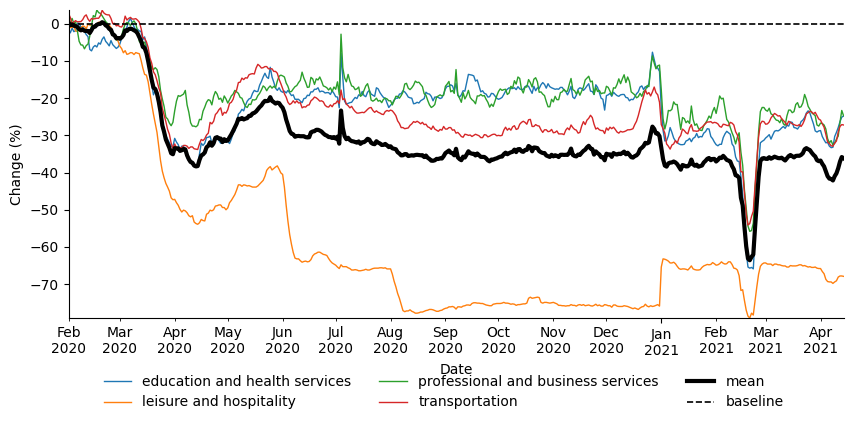 0
−10
−20
−30
−40
−50
−60
−70
Change (%)
Feb Mar Apr May Jun Jul Aug Sep Oct Nov Dec Jan Feb Mar Apr
2020 2020 2020 2020 2020 2020 2020 2020 2020 2020 2020 2021 2021 2021 2021
Date
education and health services professional and business services mean
leisure and hospitality transportation baseline